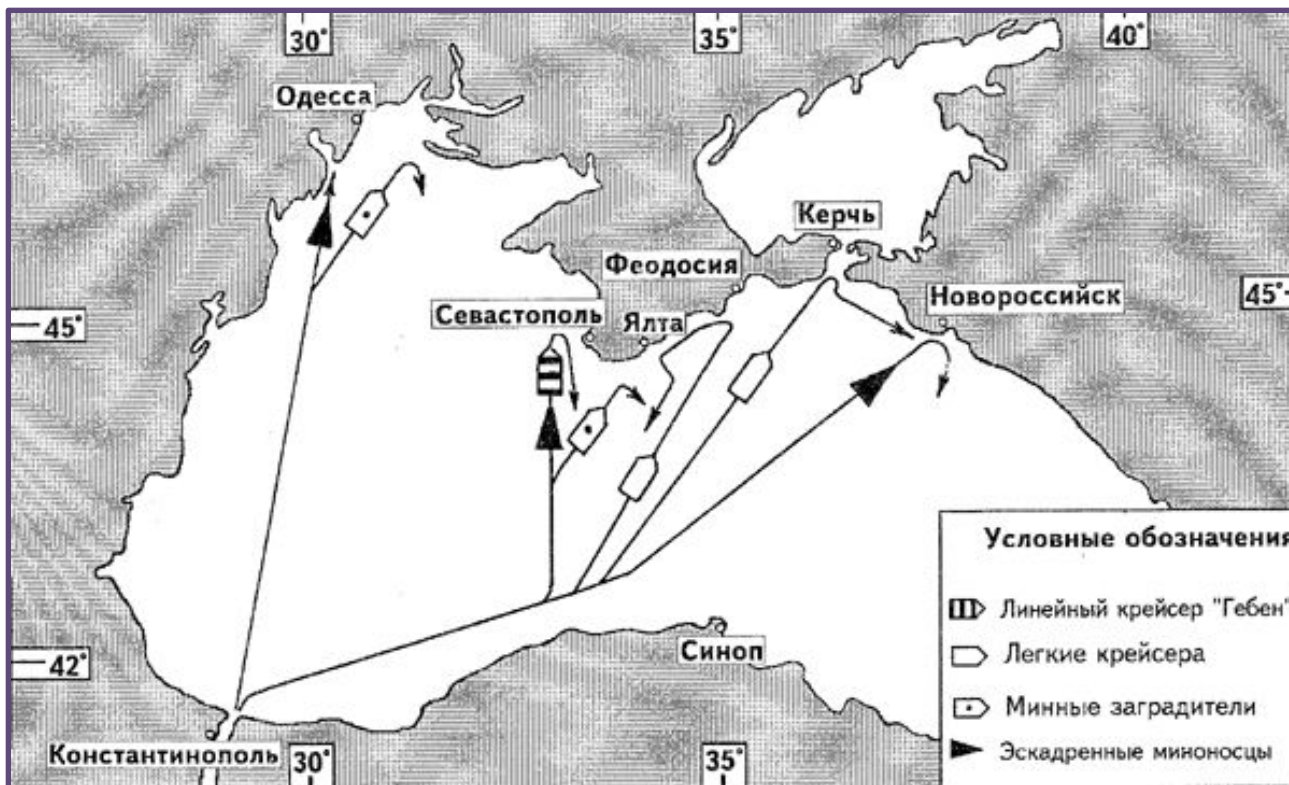 30°
35°
40°
Одесса
Керчь
Феодосия
Новороссийск
45°
Севастополь
Ялта
45°
Условные обозначения
Линейный крейсер "Гебен"
Легкие крейсера
Минные заградители
Эскадренные миноносцы
Синоп
42°
Константинополь
30°
35°